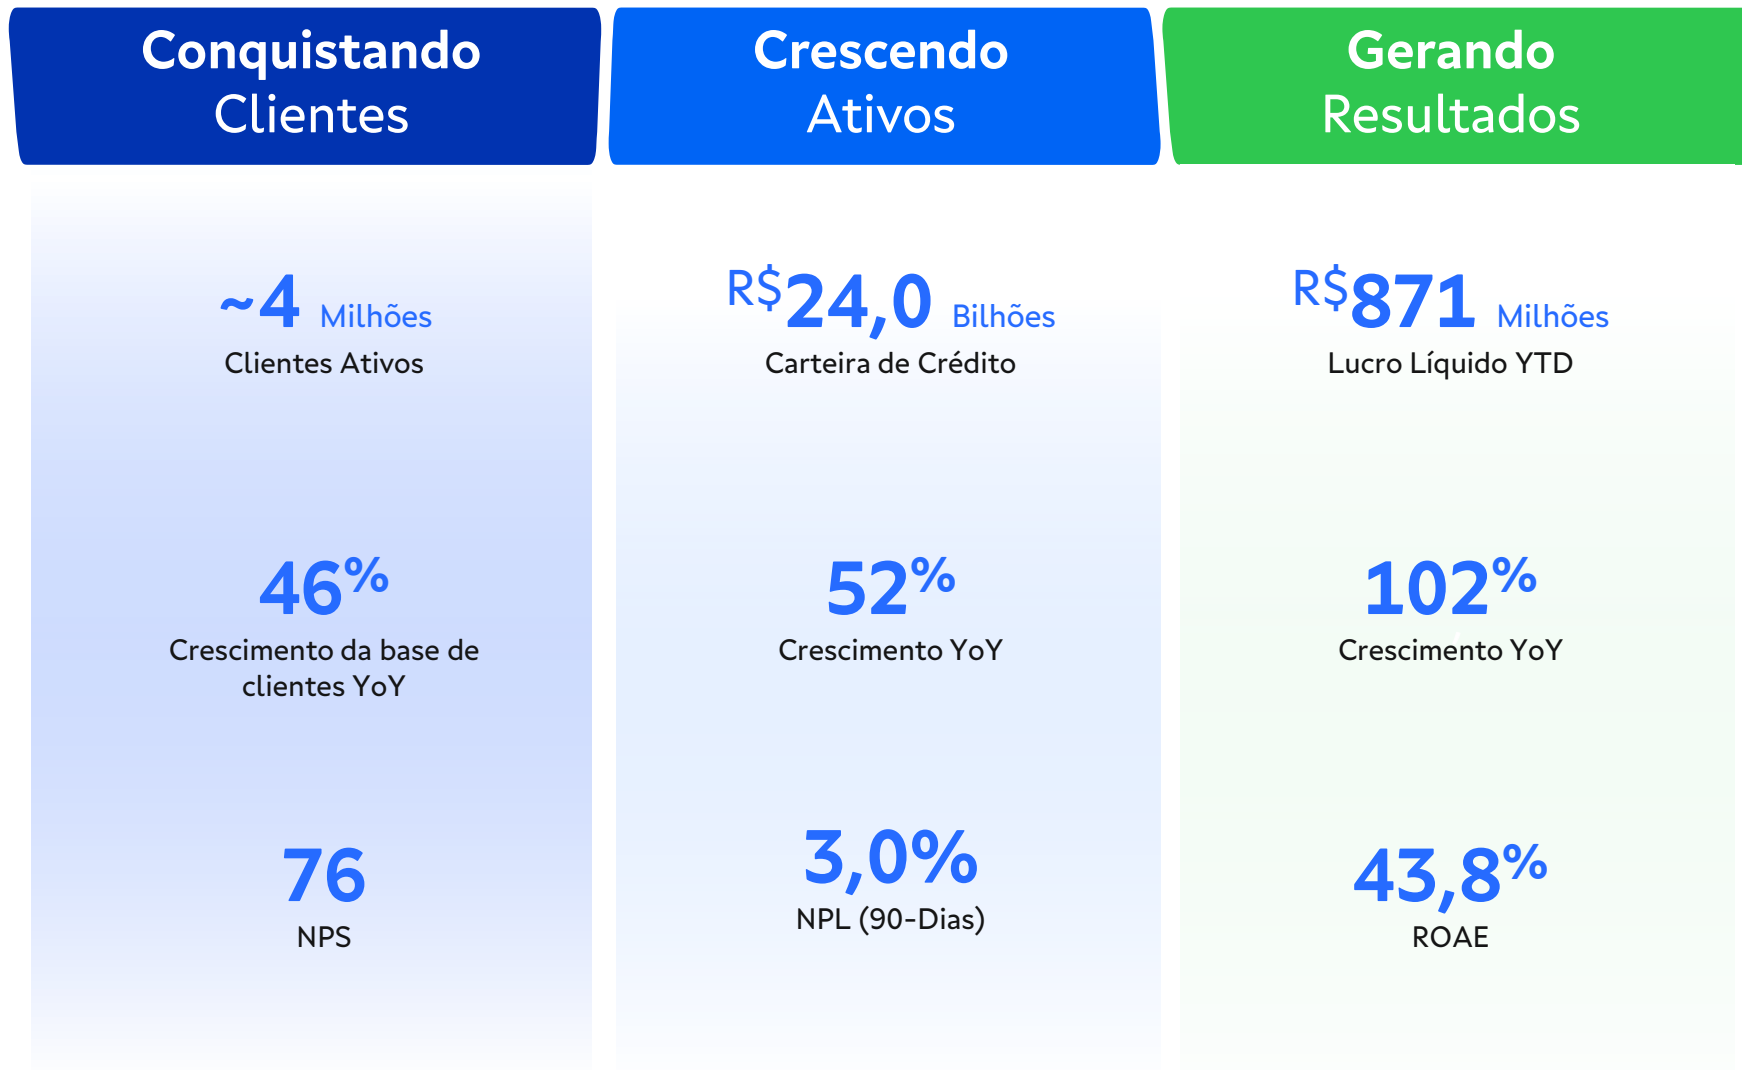 Conquistando
Clientes
~4 Milhões
Clientes Ativos
46%
Crescimento da base de
clientes YoY
76
NPS
Crescendo
Ativos
R$24,0 Bilhões
Carteira de Crédito
52%
Crescimento YoY
3,0%
NPL (90-Dias)
Gerando
Resultados
R$871 Milhões
Lucro Líquido YTD
102%
Crescimento YoY
43,8%
ROAE